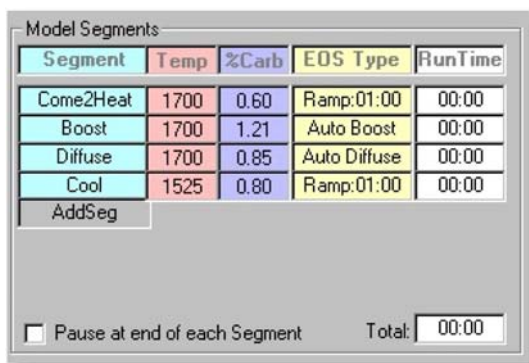 Model Segments
Segment Temp %Carb EOS Type RunTime
Come2Heat 1700 0.60 Ramp:01:00 00:00
Boost 1700 1.21 Auto Boost 00:00
Diffuse 1700 0.85 Auto Diffuse 00:00
Cool 1525 0.80 Ramp:01:00 00:00
AddSeg
Pause at end of each Segment Total: 00:00